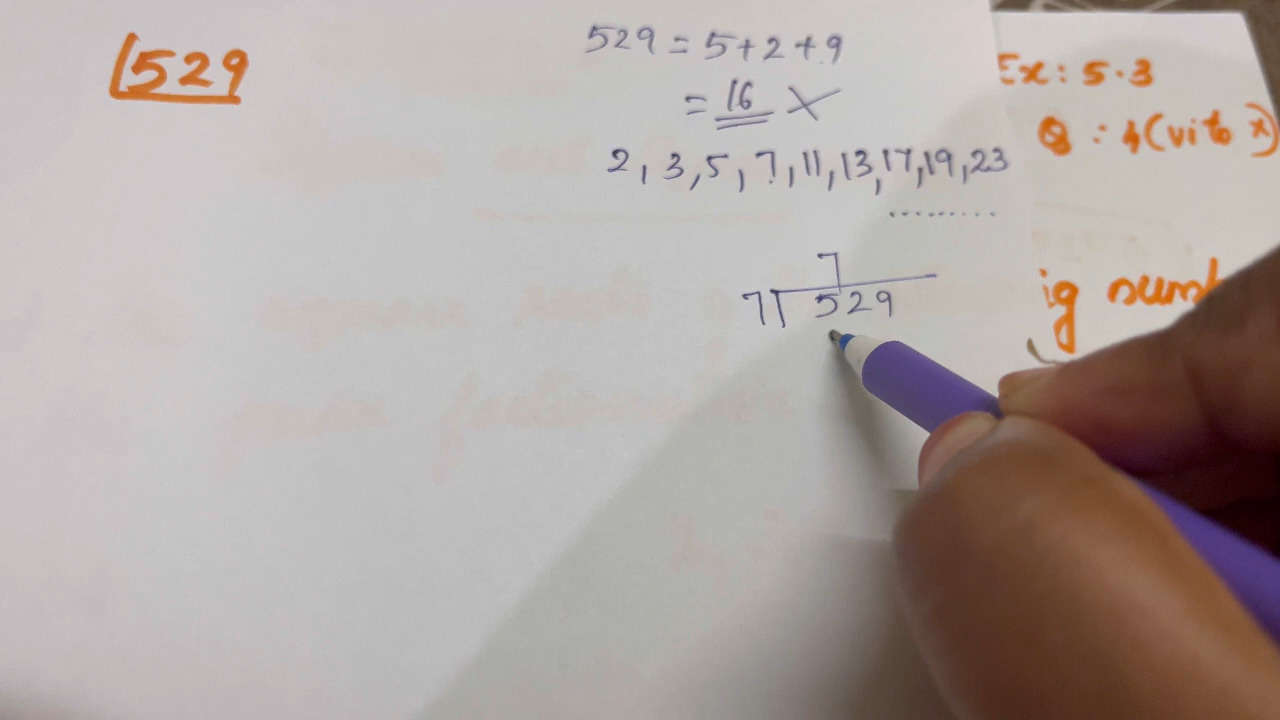 529
529 = 5+2+9
= 16 X
2, 3, 5, 7, 11, 13, 17, 19, 23
.........
7
7 529
Ex: 5.3
Q : 4(vi to x)
ig